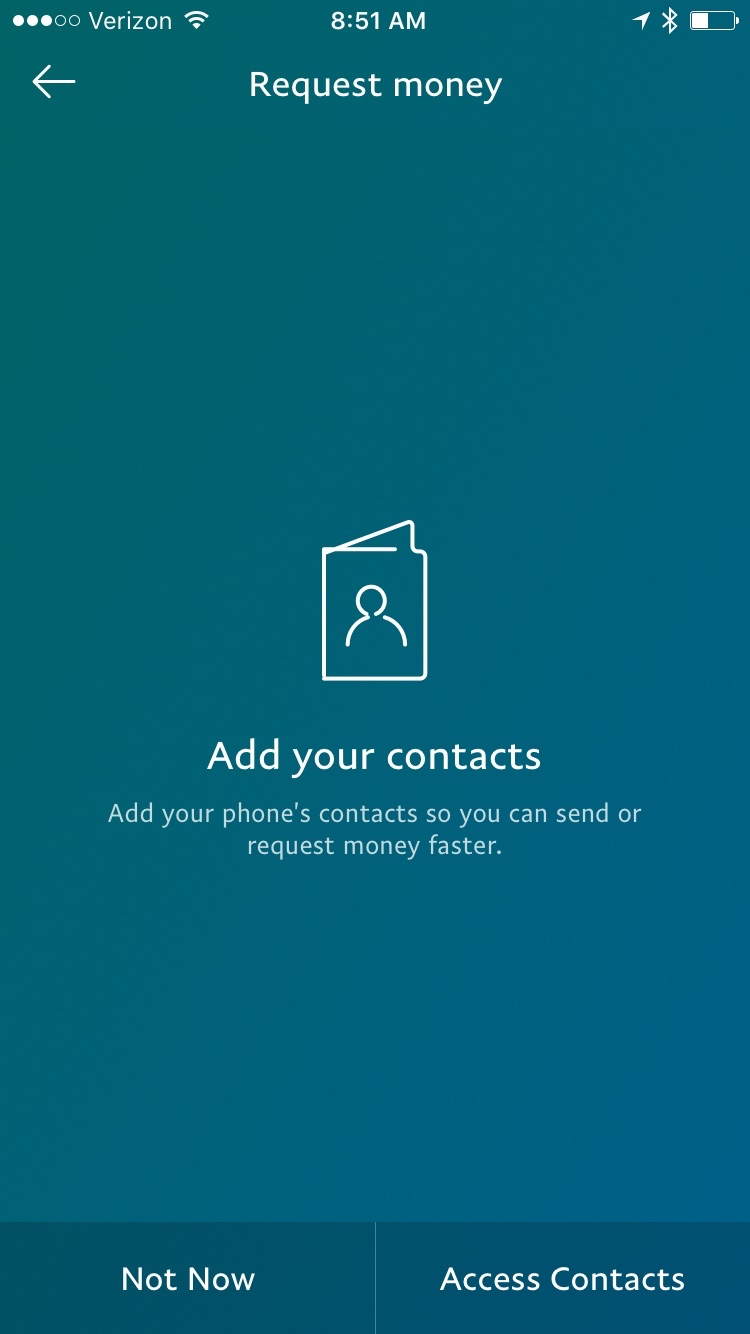 Verizon 8:51 AM
Request money
Add your contacts
Add your phone's contacts so you can send or
request money faster.
Not Now Access Contacts